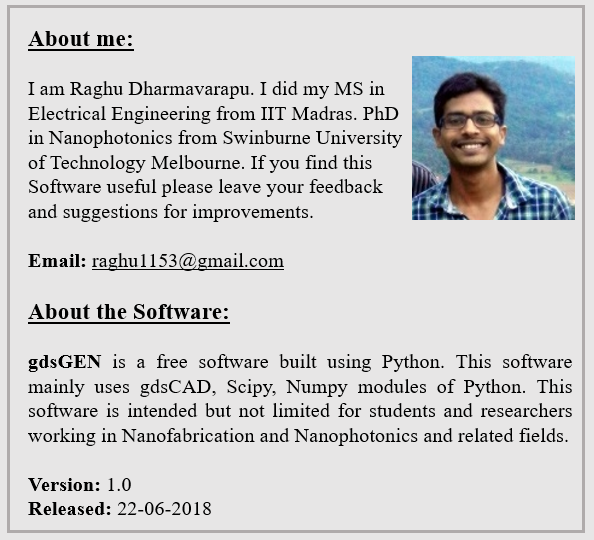 About me:
I am Raghu Dharmavarapu. I did my MS in
Electrical Engineering from IIT Madras. PhD
in Nanophotonics from Swinburne University
of Technology Melbourne. If you find this
Software useful please leave your feedback
and suggestions for improvements.
Email: raghu1153@gmail.com
About the Software:
gdsGEN is a free software built using Python. This software
mainly uses gdsCAD, Scipy, Numpy modules of Python. This
software is intended but not limited for students and researchers
working in Nanofabrication and Nanophotonics and related fields.
Version: 1.0
Released: 22-06-2018